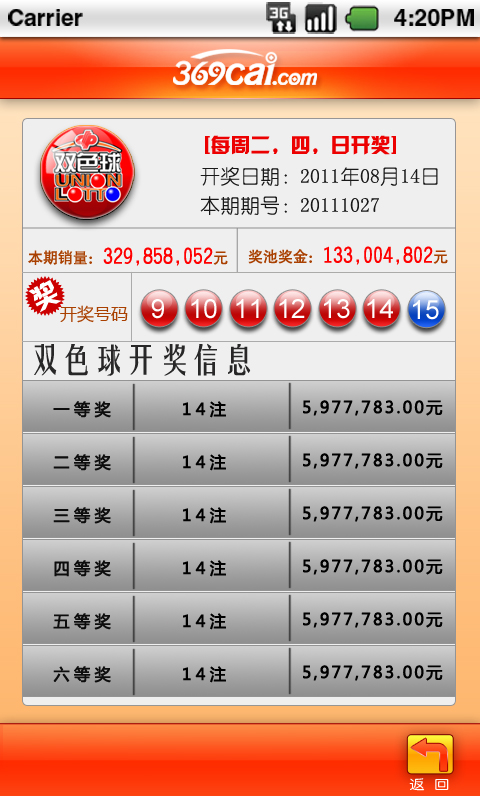 Carrier 3G 4:20PM
369cai.com
[每周二，四，日开奖]
双色球
UNION
LOTTO
开奖日期：2011年08月14日
本期期号：20111027
本期销量：329,858,052元 奖池奖金：133,004,802元
奖 开奖号码 9 10 11 12 13 14 15
双色球开奖信息
一等奖 14注 5,977,783.00元
二等奖 14注 5,977,783.00元
三等奖 14注 5,977,783.00元
四等奖 14注 5,977,783.00元
五等奖 14注 5,977,783.00元
六等奖 14注 5,977,783.00元
返 回